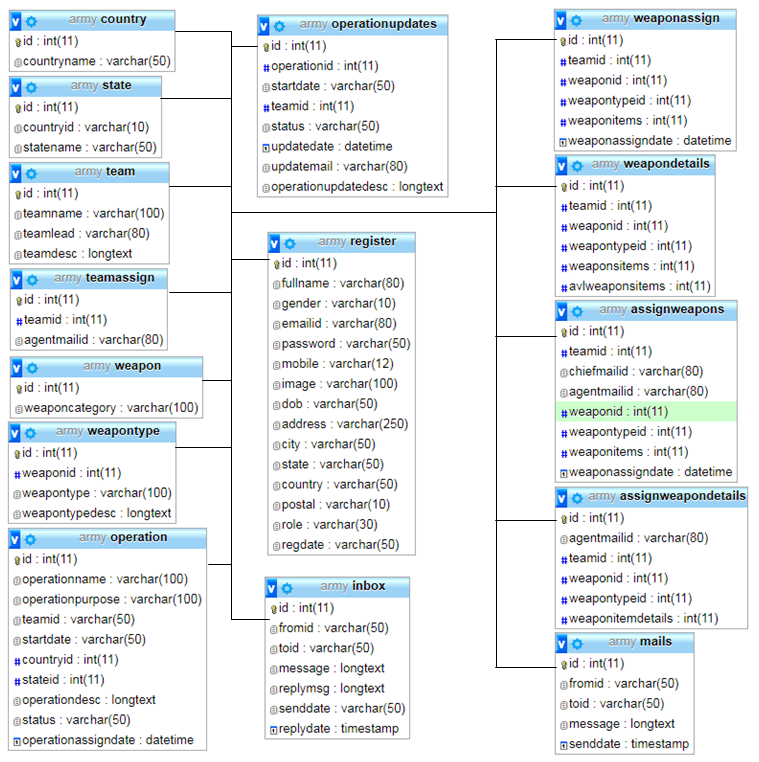 army country
id : int(11)
countryname : varchar(50)
army state
id : int(11)
countryid : varchar(10)
statename : varchar(50)
army team
id : int(11)
teamname : varchar(100)
teamlead : varchar(80)
teamdesc : longtext
army teamassign
id : int(11)
teamid : int(11)
agentmailid : varchar(80)
army weapon
id : int(11)
weaponcategory : varchar(100)
army weapontype
id : int(11)
weaponid : int(11)
weapontype : varchar(100)
weapontypedesc : longtext
army operation
id : int(11)
operationname : varchar(100)
operationpurpose : varchar(100)
teamid : varchar(50)
startdate : varchar(50)
countryid : int(11)
stateid : int(11)
operationdesc : longtext
status : varchar(50)
operationassigndate : datetime
army operationupdates
id : int(11)
operationid : int(11)
startdate : varchar(50)
teamid : int(11)
status : varchar(50)
updatedate : datetime
updatemail : varchar(80)
operationupdatedesc : longtext
army register
id : int(11)
fullname : varchar(80)
gender : varchar(10)
emailid : varchar(80)
password : varchar(50)
mobile : varchar(12)
image : varchar(100)
dob : varchar(50)
address : varchar(250)
city : varchar(50)
state : varchar(50)
country : varchar(50)
postal : varchar(10)
role : varchar(30)
regdate : varchar(50)
army inbox
id : int(11)
fromid : varchar(50)
toid : varchar(50)
message : longtext
replymsg : longtext
senddate : varchar(50)
replydate : timestamp
army weaponassign
id : int(11)
teamid : int(11)
weaponid : int(11)
weapontypeid : int(11)
weaponitems : int(11)
weaponassigndate : datetime
army weapondetails
id : int(11)
teamid : int(11)
weaponid : int(11)
weapontypeid : int(11)
weaponsitems : int(11)
avlweaponsitems : int(11)
army assignweapons
id : int(11)
teamid : int(11)
chiefmailid : varchar(80)
agentmailid : varchar(80)
weaponid : int(11)
weapontypeid : int(11)
weaponitems : int(11)
weaponassigndate : datetime
army assignweapondetails
id : int(11)
agentmailid : varchar(80)
teamid : int(11)
weaponid : int(11)
weapontypeid : int(11)
weaponitemdetails : int(11)
army mails
id : int(11)
fromid : varchar(50)
toid : varchar(50)
message : longtext
senddate : timestamp